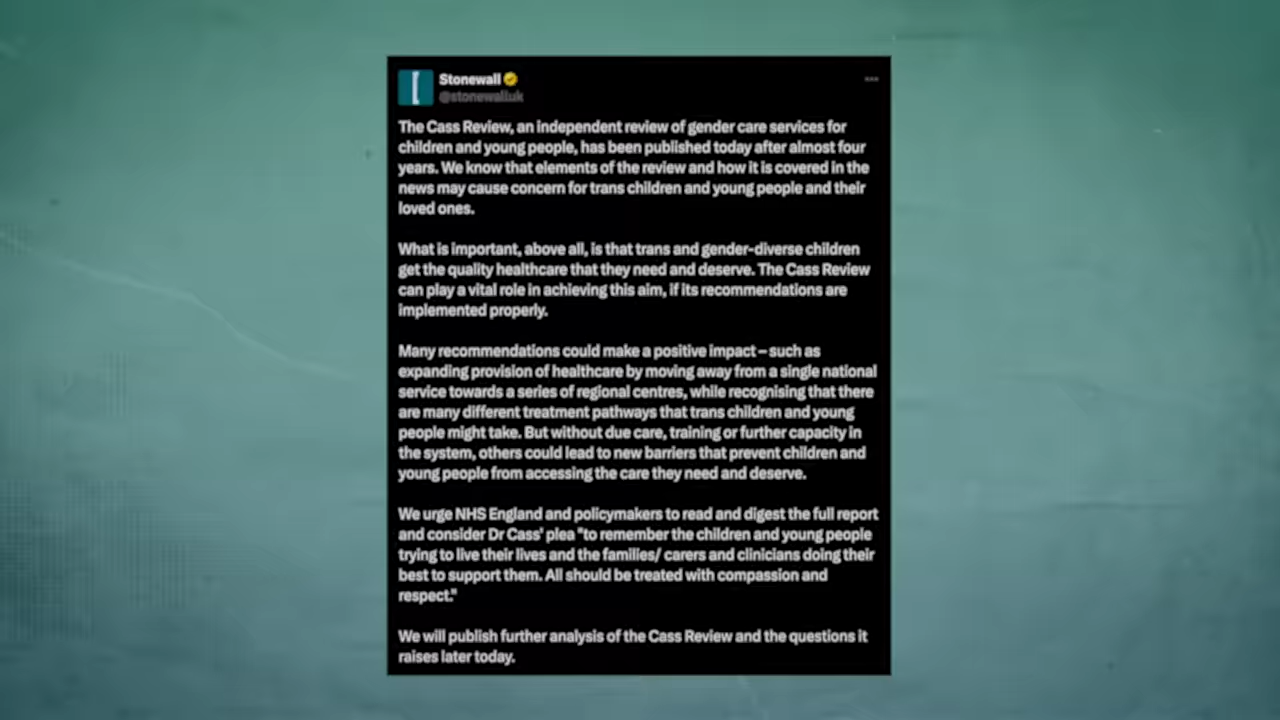 Stonewall
@stonewalluk
The Cass Review, an independent review of gender care services for
children and young people, has been published today after almost four
years. We know that elements of the review and how it is covered in the
news may cause concern for trans children and young people and their
loved ones.
What is important, above all, is that trans and gender-diverse children
get the quality healthcare that they need and deserve. The Cass Review
can play a vital role in achieving this aim, if its recommendations are
implemented properly.
Many recommendations could make a positive impact – such as
expanding provision of healthcare by moving away from a single national
service towards a series of regional centres, while recognising that there
are many different treatment pathways that trans children and young
people might take. But without due care, training or further capacity in
the system, others could lead to new barriers that prevent children and
young people from accessing the care they need and deserve.
We urge NHS England and policymakers to read and digest the full report
and consider Dr Cass' plea "to remember the children and young people
trying to live their lives and the families/ carers and clinicians doing their
best to support them. All should be treated with compassion and
respect."
We will publish further analysis of the Cass Review and the questions it
raises later today.